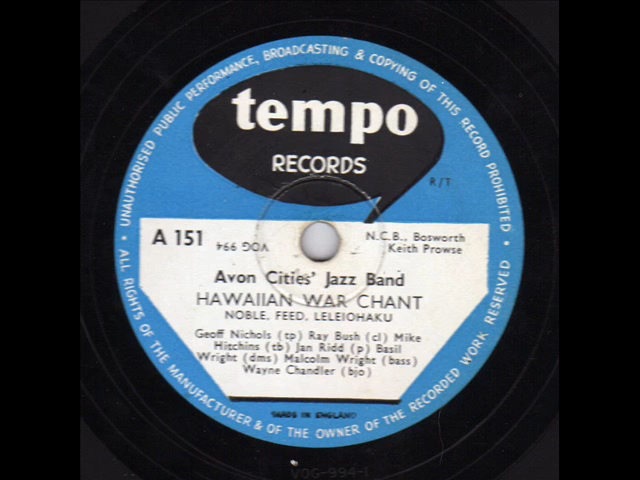 UNAUTHORISED PUBLIC PERFORMANCE, BROADCASTING & COPYING OF THIS RECORD PROHIBITED
tempo
RECORDS
R/T
A 151
VOG 994
N.C.B., Bosworth
Keith Prowse
Avon Cities' Jazz Band
HAWAIIAN WAR CHANT
NOBLE, FEED, LELEIOHAKU
Geoff Nichols (tp) Ray Bush (cl) Mike
Hitchins (tb) Jan Ridd (p) Basil
Wright (dms) Malcolm Wright (bass)
Wayne Chandler (bjo)
MADE IN ENGLAND
ALL RIGHTS OF THE MANUFACTURER & OF THE OWNER OF THE RECORDED WORK RESERVED
VOG-994-1